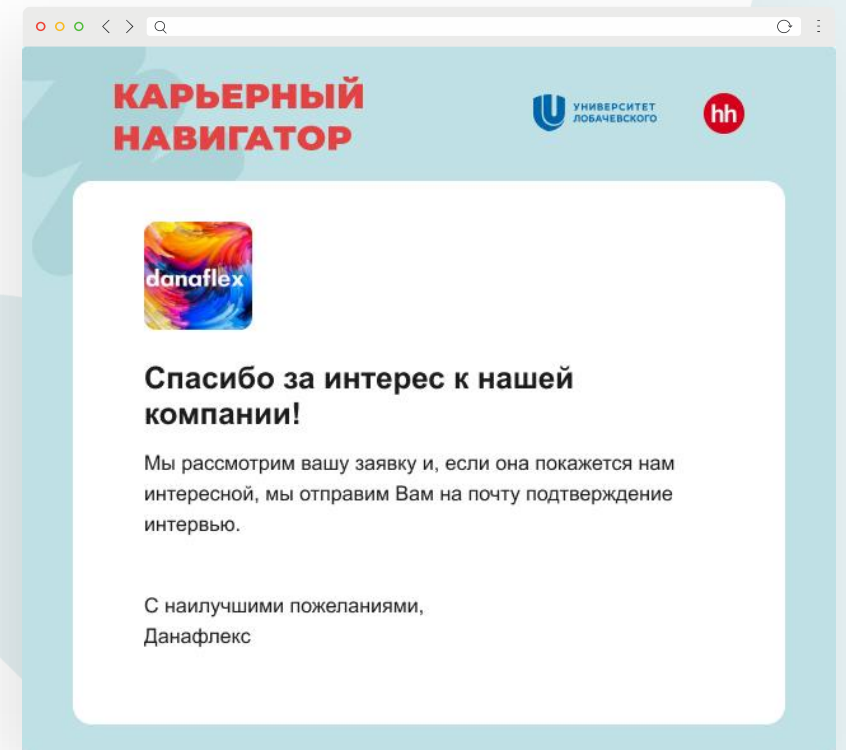 КАРЬЕРНЫЙ
НАВИГАТОР
УНИВЕРСИТЕТ
ЛОБАЧЕВСКОГО
hh
danaflex
Спасибо за интерес к нашей
компании!
Мы рассмотрим вашу заявку и, если она покажется нам
интересной, мы отправим Вам на почту подтверждение
интервью.
С наилучшими пожеланиями,
Данафлекс